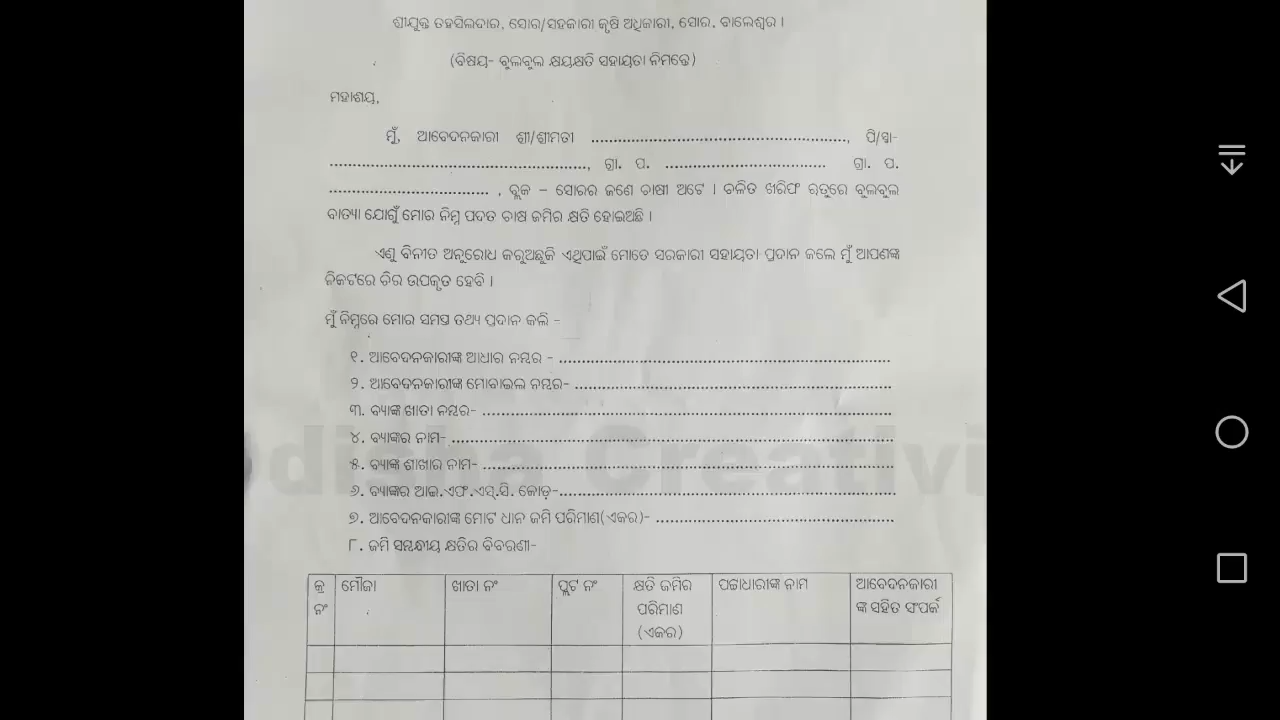 ଶ୍ରୀଯୁକ୍ତ ତହସିଲଦାର, ସୋର/ସହକାରୀ କୃଷି ଅଧିକାରୀ, ସୋର, ବାଲେଶ୍ଵର ।
(ବିଷୟ- ବୁଲବୁଲ କ୍ଷୟକ୍ଷତି ସହାୟତା ନିମନ୍ତେ)
ମହାଶୟ,
ମୁଁ, ଆବେଦନକାରୀ ଶ୍ରୀ/ଶ୍ରୀମତୀ ......................................................, ପି/ସ୍ଵା-
......................................................, ଗ୍ରା. ପ. .................................. ଗ୍ରା. ପ.
.................................. , ବ୍ଲକ – ସୋରର ଜଣେ ଚାଷୀ ଅଟେ । ଚଳିତ ଖରିଫ ଋତୁରେ ବୁଲବୁଲ
ବାତ୍ୟା ଯୋଗୁଁ ମୋର ନିମ୍ନ ପଦତ ଚାଷ ଜମିର କ୍ଷତି ହୋଇଅଛି ।
ଏଣୁ ବିନୀତ ଅନୁରୋଧ କରୁଅଛୁକି ଏଥିପାଇଁ ମୋତେ ସରକାରୀ ସହାୟତା ପ୍ରଦାନ କଲେ ମୁଁ ଆପଣଙ୍କ
ନିକଟରେ ଚିର ଉପକୃତ ହେବି ।
ମୁଁ ନିମ୍ନରେ ମୋର ସମସ୍ତ ତଥ୍ୟ ପ୍ରଦାନ କଲି –
୧. ଆବେଦନକାରୀଙ୍କ ଆଧାର ନମ୍ବର – ......................................................
୨. ଆବେଦନକାରୀଙ୍କ ମୋବାଇଲ ନମ୍ବର- ......................................................
୩. ବ୍ୟାଙ୍କ ଖାତା ନମ୍ବର- ......................................................
୪. ବ୍ୟାଙ୍କର ନାମ- ......................................................
୫. ବ୍ୟାଙ୍କ ଶାଖାର ନାମ- ......................................................
୬. ବ୍ୟାଙ୍କର ଆଇ.ଏଫ.ଏସ୍.ସି. କୋଡ଼-......................................................
୭. ଆବେଦନକାରୀଙ୍କ ମୋଟ ଧାନ ଜମି ପରିମାଣ(ଏକର)- ..................................
୮. ଜମି ସମ୍ବନ୍ଧୀୟ କ୍ଷତିର ବିବରଣୀ-
କ୍ର ନଂ ମୌଜା ଖାତା ନଂ ପ୍ଲଟ ନଂ କ୍ଷତି ଜମିର ପରିମାଣ (ଏକର) ପଟ୍ଟାଧାରୀଙ୍କ ନାମ ଆବେଦନକାରୀ ଙ୍କ ସହିତ ସଂପର୍କ
Odisha Creativi